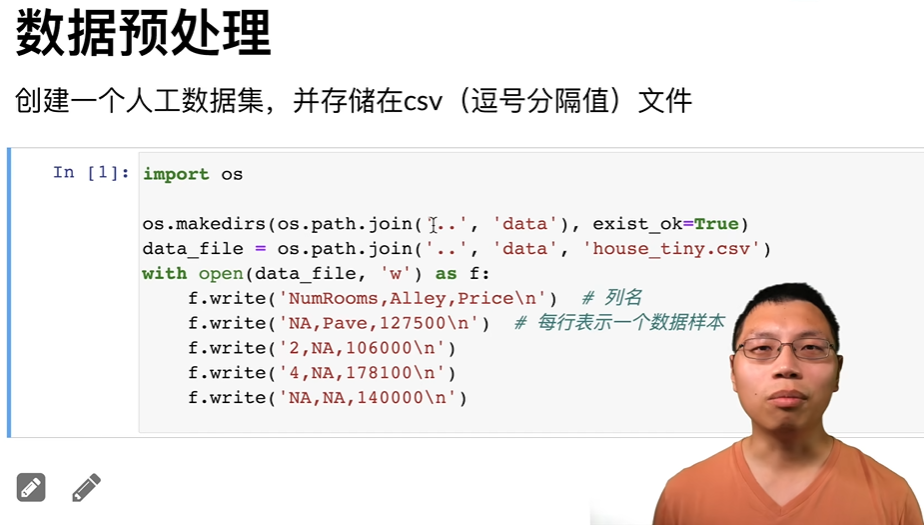 数据预处理
创建一个人工数据集，并存储在csv（逗号分隔值）文件
In [1]: import os
os.makedirs(os.path.join('..', 'data'), exist_ok=True)
data_file = os.path.join('..', 'data', 'house_tiny.csv')
with open(data_file, 'w') as f:
f.write('NumRooms,Alley,Price\n')  # 列名
f.write('NA,Pave,127500\n')  # 每行表示一个数据样本
f.write('2,NA,106000\n')
f.write('4,NA,178100\n')
f.write('NA,NA,140000\n')